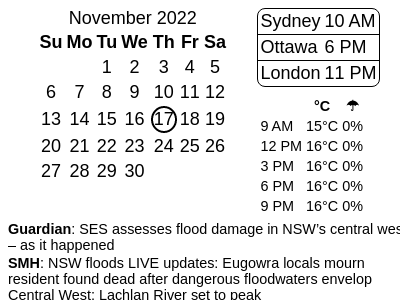 November 2022
Su Mo Tu We Th Fr Sa
1 2 3 4 5
6 7 8 9 10 11 12
13 14 15 16 17 18 19
20 21 22 23 24 25 26
27 28 29 30
Sydney 10 AM
Ottawa 6 PM
London 11 PM
°C ☂
9 AM 15°C 0%
12 PM 16°C 0%
3 PM 16°C 0%
6 PM 16°C 0%
9 PM 16°C 0%
Guardian: SES assesses flood damage in NSW's central wes
– as it happened
SMH: NSW floods LIVE updates: Eugowra locals mourn
resident found dead after dangerous floodwaters envelop
Central West; Lachlan River set to peak